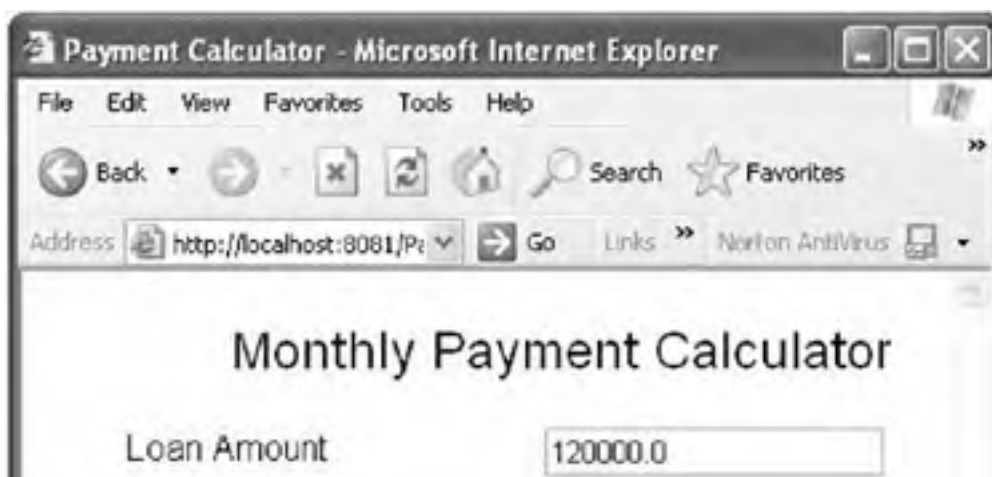 Payment Calculator - Microsoft Internet Explorer
File Edit View Favorites Tools Help
Back Search Favorites »
Address http://localhost:8081/Pa Go Links » Norton AntiVirus
Monthly Payment Calculator
Loan Amount 120000.0